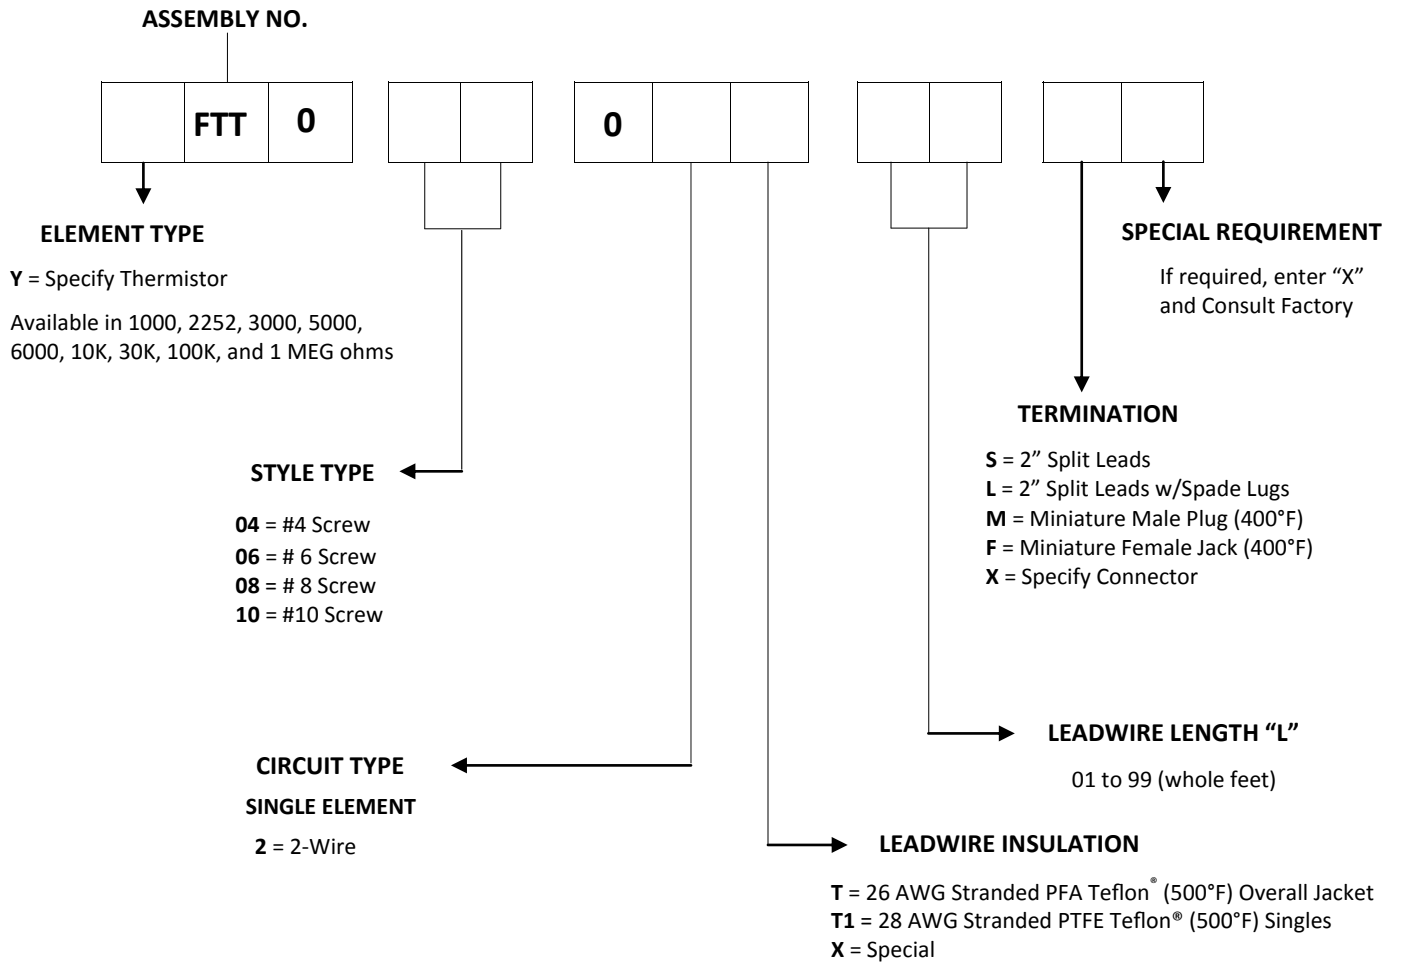 ASSEMBLY NO.
FTT 0 0
ELEMENT TYPE
Y = Specify Thermistor
Available in 1000, 2252, 3000, 5000,
6000, 10K, 30K, 100K, and 1 MEG ohms
SPECIAL REQUIREMENT
If required, enter “X”
and Consult Factory
TERMINATION
S = 2” Split Leads
L = 2” Split Leads w/Spade Lugs
M = Miniature Male Plug (400°F)
F = Miniature Female Jack (400°F)
X = Specify Connector
STYLE TYPE
04 = #4 Screw
06 = # 6 Screw
08 = # 8 Screw
10 = #10 Screw
LEADWIRE LENGTH “L”
01 to 99 (whole feet)
CIRCUIT TYPE
SINGLE ELEMENT
2 = 2-Wire
LEADWIRE INSULATION
T = 26 AWG Stranded PFA Teflon® (500°F) Overall Jacket
T1 = 28 AWG Stranded PTFE Teflon® (500°F) Singles
X = Special